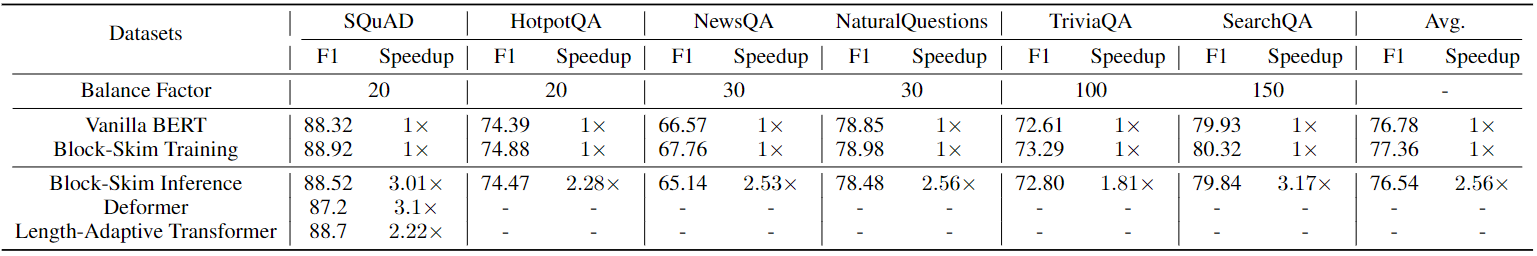 Datasets SQuAD HotpotQA NewsQA NaturalQuestions TriviaQA SearchQA Avg.
F1 Speedup F1 Speedup F1 Speedup F1 Speedup F1 Speedup F1 Speedup F1 Speedup
Balance Factor 20 20 30 30 100 150 -
Vanilla BERT 88.32 1× 74.39 1× 66.57 1× 78.85 1× 72.61 1× 79.93 1× 76.78 1×
Block-Skim Training 88.92 1× 74.88 1× 67.76 1× 78.98 1× 73.29 1× 80.32 1× 77.36 1×
Block-Skim Inference 88.52 3.01× 74.47 2.28× 65.14 2.53× 78.48 2.56× 72.80 1.81× 79.84 3.17× 76.54 2.56×
Deformer 87.2 3.1× - - - - - - - - - - - -
Length-Adaptive Transformer 88.7 2.22× - - - - - - - - - - - -